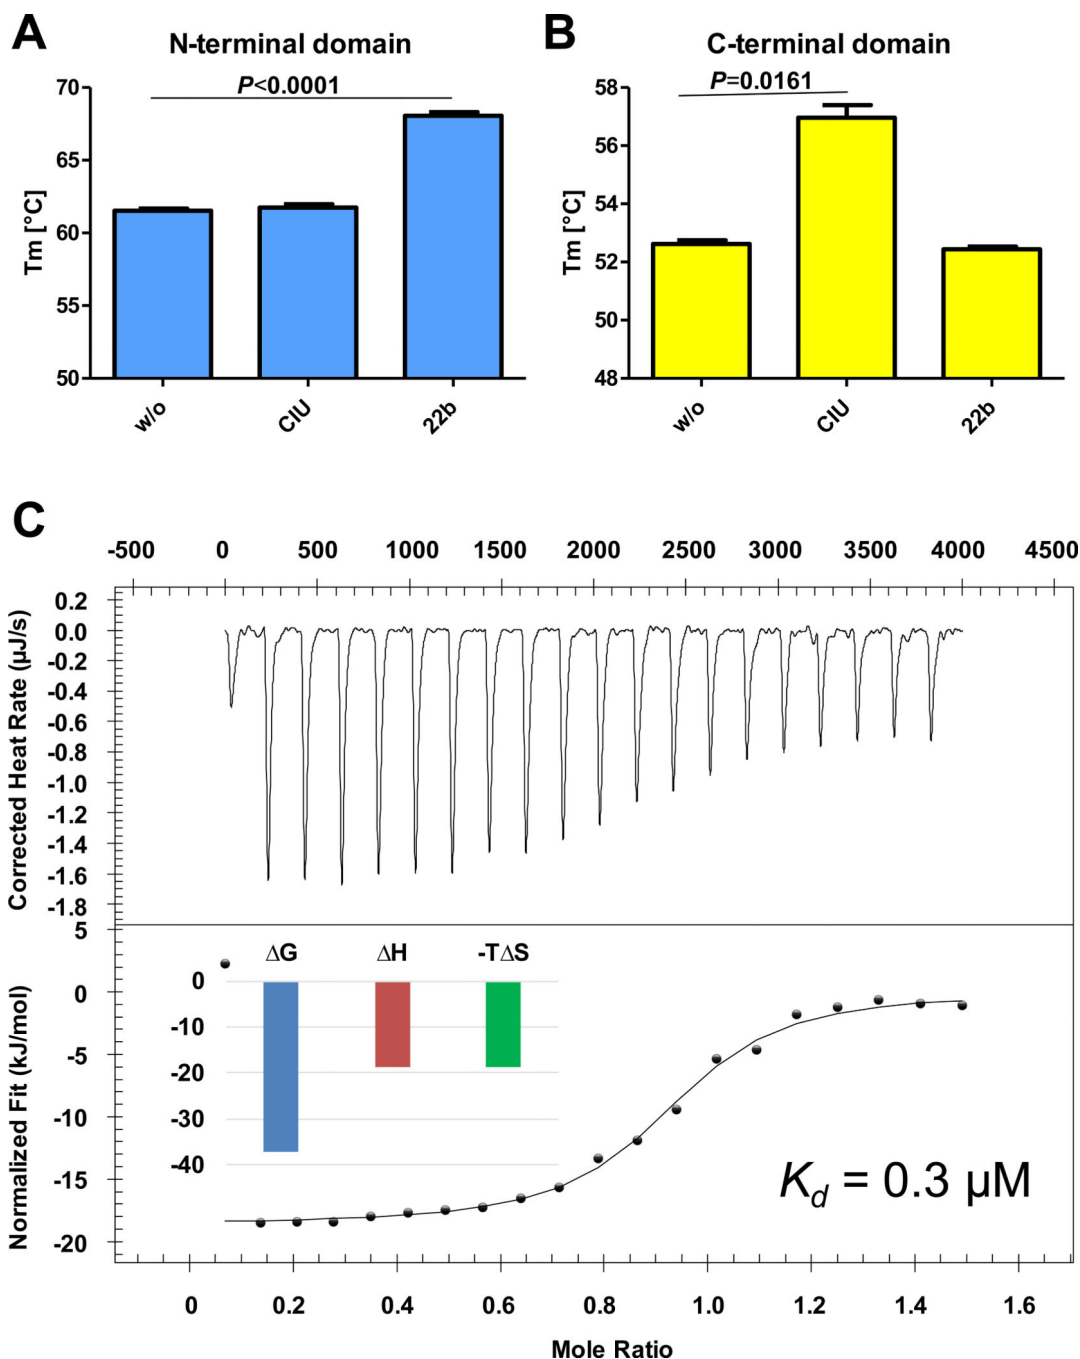 A
N-terminal domain
P<0.0001
70
65
60
55
50
Tm [°C]
w/o
CIU
22b
B
C-terminal domain
P=0.0161
58
56
54
52
50
48
Tm [°C]
w/o
CIU
22b
C
-500 0 500 1000 1500 2000 2500 3000 3500 4000 4500
Corrected Heat Rate (µJ/s)
0.2
0.0
-0.2
-0.4
-0.6
-0.8
-1.0
-1.2
-1.4
-1.6
-1.8
Normalized Fit (kJ/mol)
5
0
-5
-10
-15
-20
ΔG ΔH -TΔS
0
-10
-20
-30
-40
Kd = 0.3 µM
0 0.2 0.4 0.6 0.8 1.0 1.2 1.4 1.6
Mole Ratio